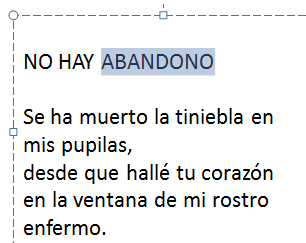 NO HAY ABANDONO
Se ha muerto la tiniebla en
mis pupilas,
desde que hallé tu corazón
en la ventana de mi rostro
enfermo.